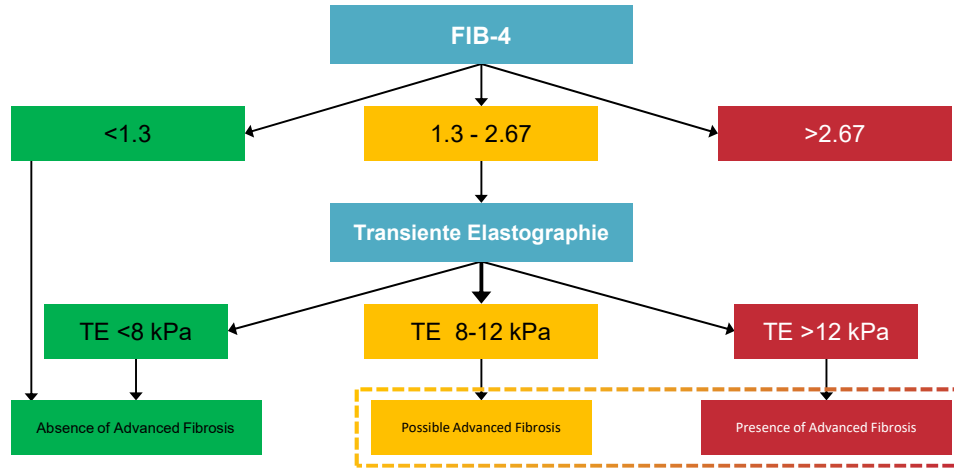 FIB-4
<1.3
1.3 - 2.67
>2.67
Transiente Elastographie
TE <8 kPa
TE 8-12 kPa
TE >12 kPa
Absence of Advanced Fibrosis
Possible Advanced Fibrosis
Presence of Advanced Fibrosis